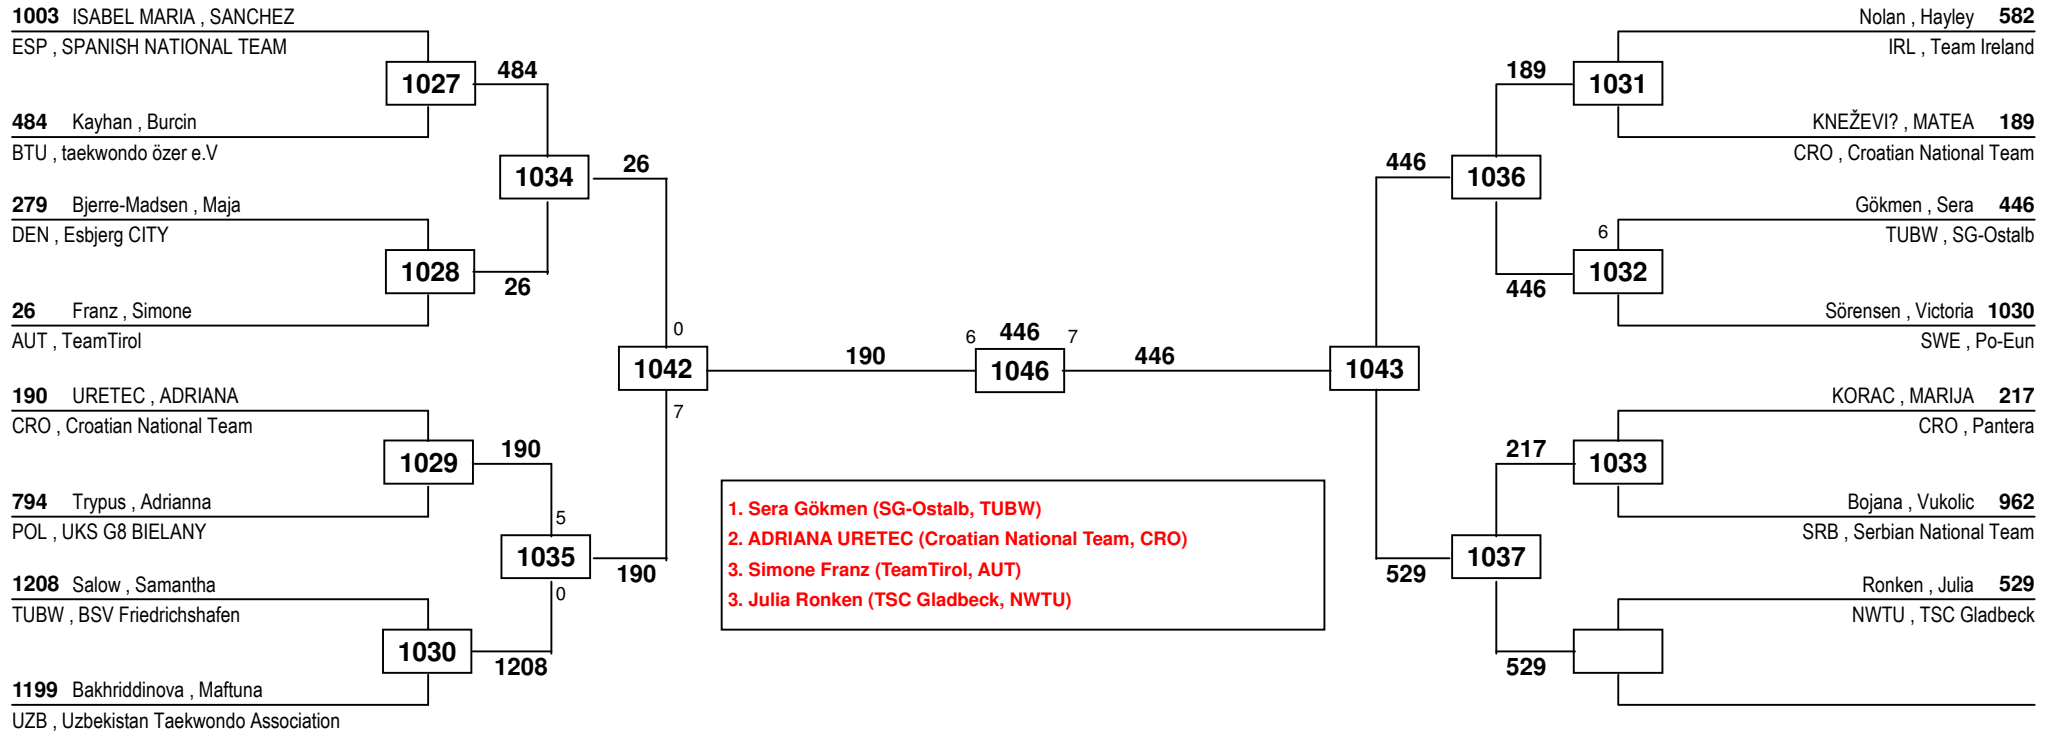 1003 ISABEL MARIA , SANCHEZ
ESP , SPANISH NATIONAL TEAM
1027
484
484 Kayhan , Burcin
BTU , taekwondo özer e.V
1034
26
279 Bjerre-Madsen , Maja
DEN , Esbjerg CITY
1028
26
26 Franz , Simone
AUT , TeamTirol
0
1042
7
190
190 URETEC , ADRIANA
CRO , Croatian National Team
1029
190
794 Trypus , Adrianna
POL , UKS G8 BIELANY
5
1035
0
190
1208 Salow , Samantha
TUBW , BSV Friedrichshafen
1030
1208
1199 Bakhriddinova , Maftuna
UZB , Uzbekistan Taekwondo Association
6 446 7
1046
446
1. Sera Gökmen (SG-Ostalb, TUBW)
2. ADRIANA URETEC (Croatian National Team, CRO)
3. Simone Franz (TeamTirol, AUT)
3. Julia Ronken (TSC Gladbeck, NWTU)
Nolan , Hayley 582
IRL , Team Ireland
189
1031
KNEŽEVI? , MATEA 189
CRO , Croatian National Team
446
1036
Gökmen , Sera 446
TUBW , SG-Ostalb
6
1032
446
Sörensen , Victoria 1030
SWE , Po-Eun
1043
KORAC , MARIJA 217
CRO , Pantera
217
1033
Bojana , Vukolic 962
SRB , Serbian National Team
1037
529
Ronken , Julia 529
NWTU , TSC Gladbeck
529